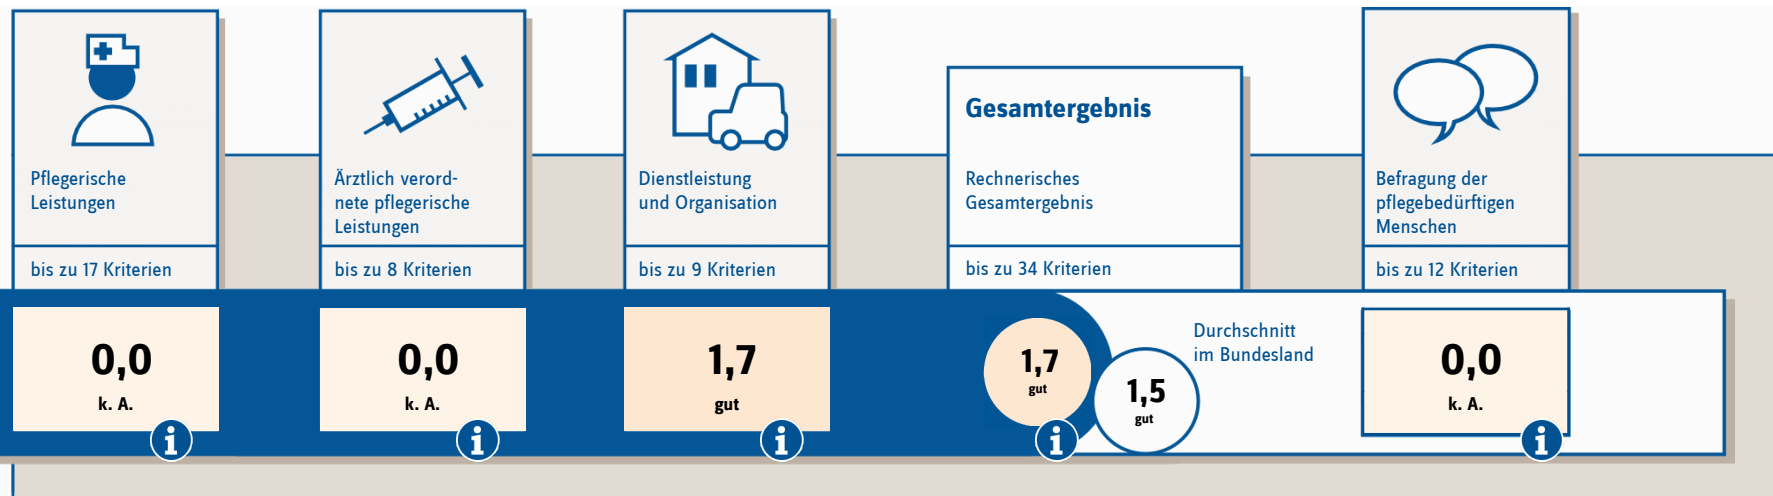 Pflegerische
Leistungen
bis zu 17 Kriterien
0,0
k. A.
Ärztlich verord-
nete pflegerische
Leistungen
bis zu 8 Kriterien
0,0
k. A.
Dienstleistung
und Organisation
bis zu 9 Kriterien
1,7
gut
Gesamtergebnis
Rechnerisches
Gesamtergebnis
bis zu 34 Kriterien
1,7
gut
1,5
gut
Durchschnitt
im Bundesland
Befragung der
pflegebedürftigen
Menschen
bis zu 12 Kriterien
0,0
k. A.